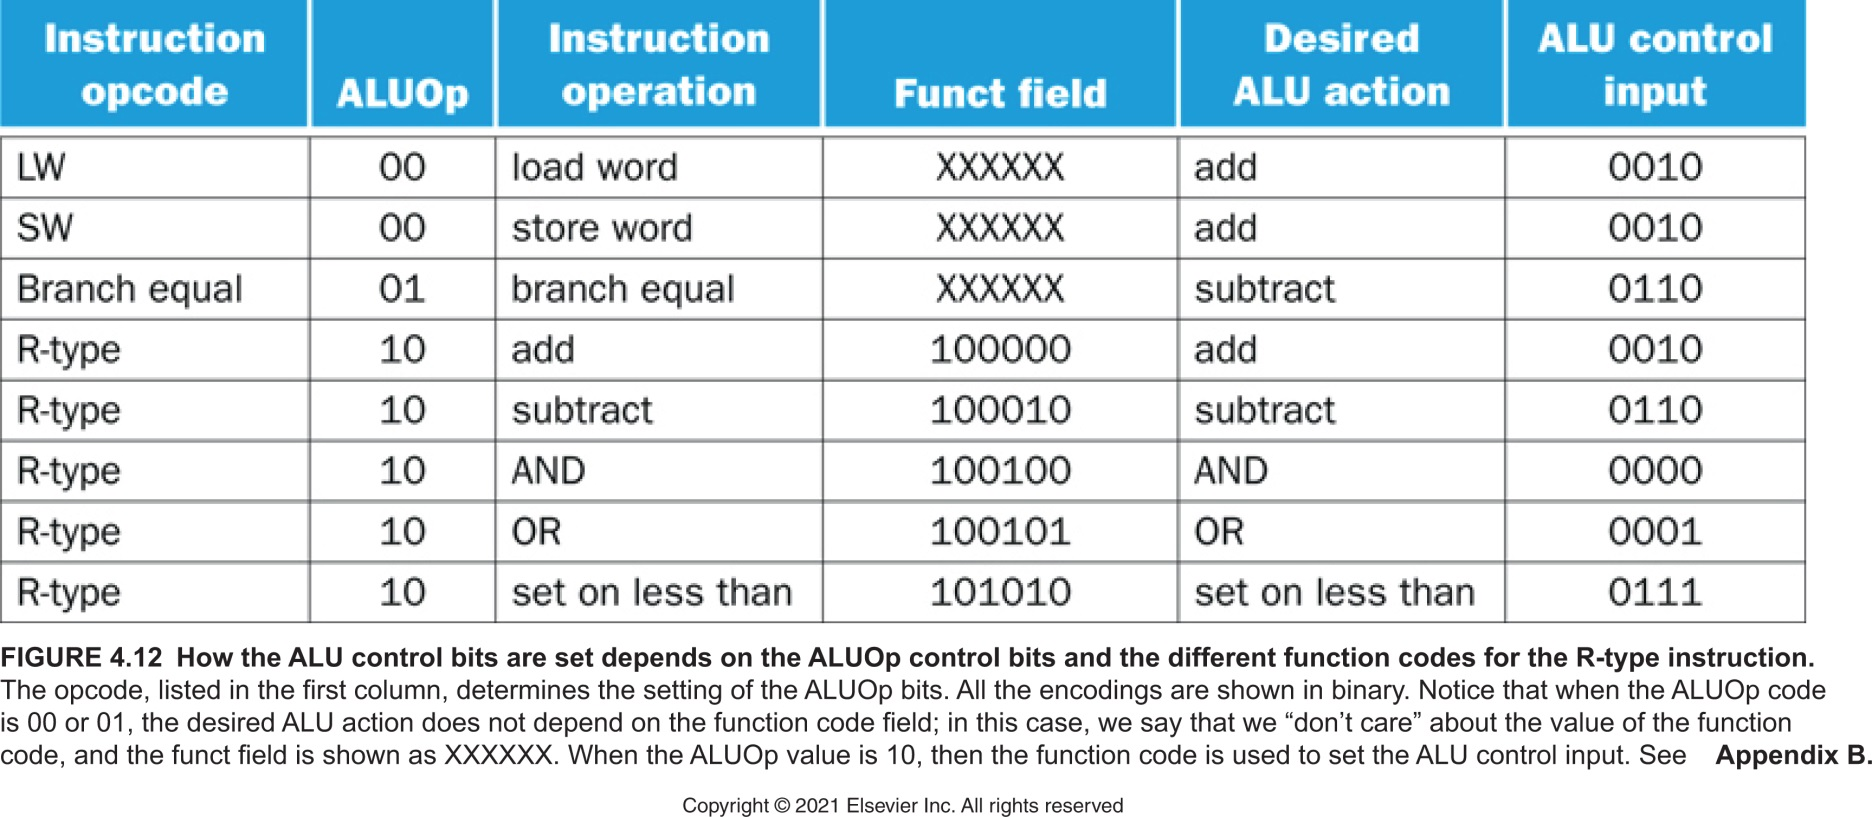 Instruction opcode | ALUOp | Instruction operation | Funct field | Desired ALU action | ALU control input
LW | 00 | load word | XXXXXX | add | 0010
SW | 00 | store word | XXXXXX | add | 0010
Branch equal | 01 | branch equal | XXXXXX | subtract | 0110
R-type | 10 | add | 100000 | add | 0010
R-type | 10 | subtract | 100010 | subtract | 0110
R-type | 10 | AND | 100100 | AND | 0000
R-type | 10 | OR | 100101 | OR | 0001
R-type | 10 | set on less than | 101010 | set on less than | 0111
FIGURE 4.12 How the ALU control bits are set depends on the ALUOp control bits and the different function codes for the R-type instruction.
The opcode, listed in the first column, determines the setting of the ALUOp bits. All the encodings are shown in binary. Notice that when the ALUOp code
is 00 or 01, the desired ALU action does not depend on the function code field; in this case, we say that we “don’t care” about the value of the function
code, and the funct field is shown as XXXXXX. When the ALUOp value is 10, then the function code is used to set the ALU control input. See Appendix B.
Copyright © 2021 Elsevier Inc. All rights reserved